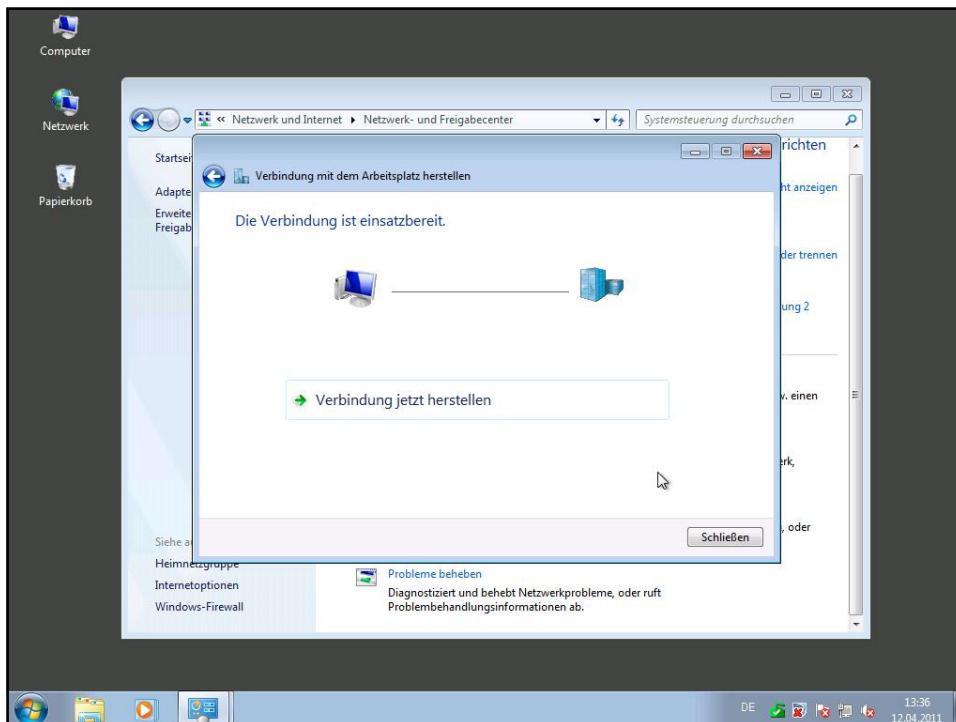 Computer
Netzwerk
Papierkorb
« Netzwerk und Internet ▸ Netzwerk- und Freigabecenter
Systemsteuerung durchsuchen
Verbindung mit dem Arbeitsplatz herstellen
Die Verbindung ist einsatzbereit.
Verbindung jetzt herstellen
Schließen
Startsei
Adapte
Erweite
Freigab
richten
ht anzeigen
der trennen
ung 2
v. einen
erk,
, oder
Siehe a
Heimnetzgruppe
Internetoptionen
Windows-Firewall
Probleme beheben
Diagnostiziert und behebt Netzwerkprobleme, oder ruft
Problembehandlungsinformationen ab.
DE
13:36
12.04.2011